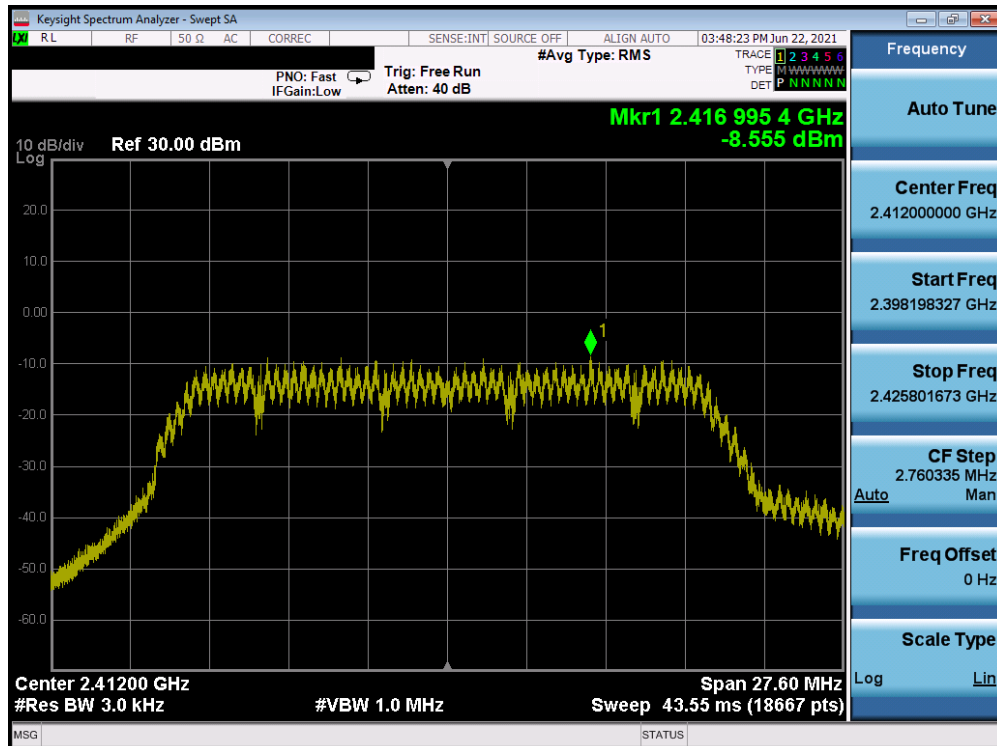 Keysight Spectrum Analyzer - Swept SA
LXI RL RF 50 Ω AC CORREC SENSE:INT SOURCE OFF ALIGN AUTO 03:48:23 PM Jun 22, 2021
#Avg Type: RMS
TRACE 1 2 3 4 5 6
PNO: Fast Trig: Free Run
TYPE M W W W W W
IFGain:Low Atten: 40 dB
DET P N N N N N
Mkr1 2.416 995 4 GHz
-8.555 dBm
10 dB/div Ref 30.00 dBm
Log
20.0
10.0
0.00
-10.0
-20.0
-30.0
-40.0
-50.0
-60.0
1
Center 2.41200 GHz Span 27.60 MHz
#Res BW 3.0 kHz #VBW 1.0 MHz Sweep 43.55 ms (18667 pts)
MSG STATUS
Frequency
Auto Tune
Center Freq
2.412000000 GHz
Start Freq
2.398198327 GHz
Stop Freq
2.425801673 GHz
CF Step
2.760335 MHz
Auto Man
Freq Offset
0 Hz
Scale Type
Log Lin